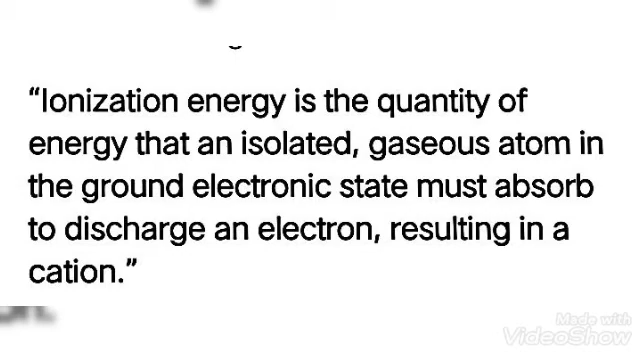 “Ionization energy is the quantity of
energy that an isolated, gaseous atom in
the ground electronic state must absorb
to discharge an electron, resulting in a
cation.”
Made with
VideoShow